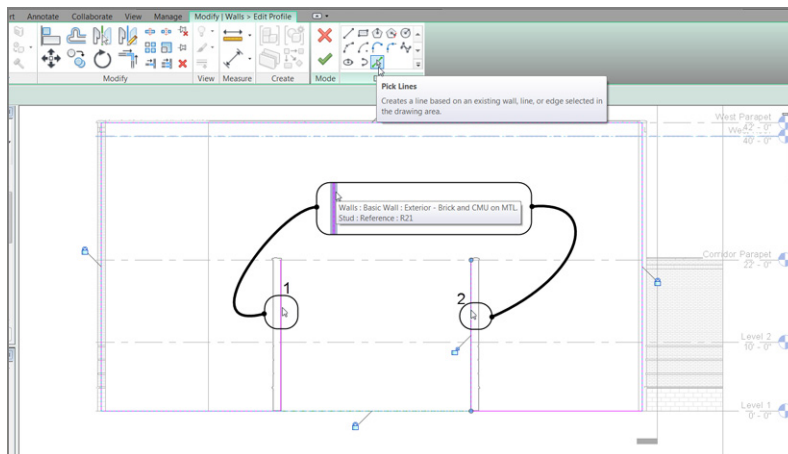 Annotate Collaborate View Manage Modify | Walls > Edit Profile
Modify View Measure Create Mode
Pick Lines
Creates a line based on an existing wall, line, or edge selected in
the drawing area.
West Parapet
42' - 0"
40' - 0"
Walls : Basic Wall : Exterior - Brick and CMU on MTL.
Stud : Reference : R21
Corridor Parapet
22' - 0"
1
2
Level 2
10' - 0"
Level 1
0' - 0"